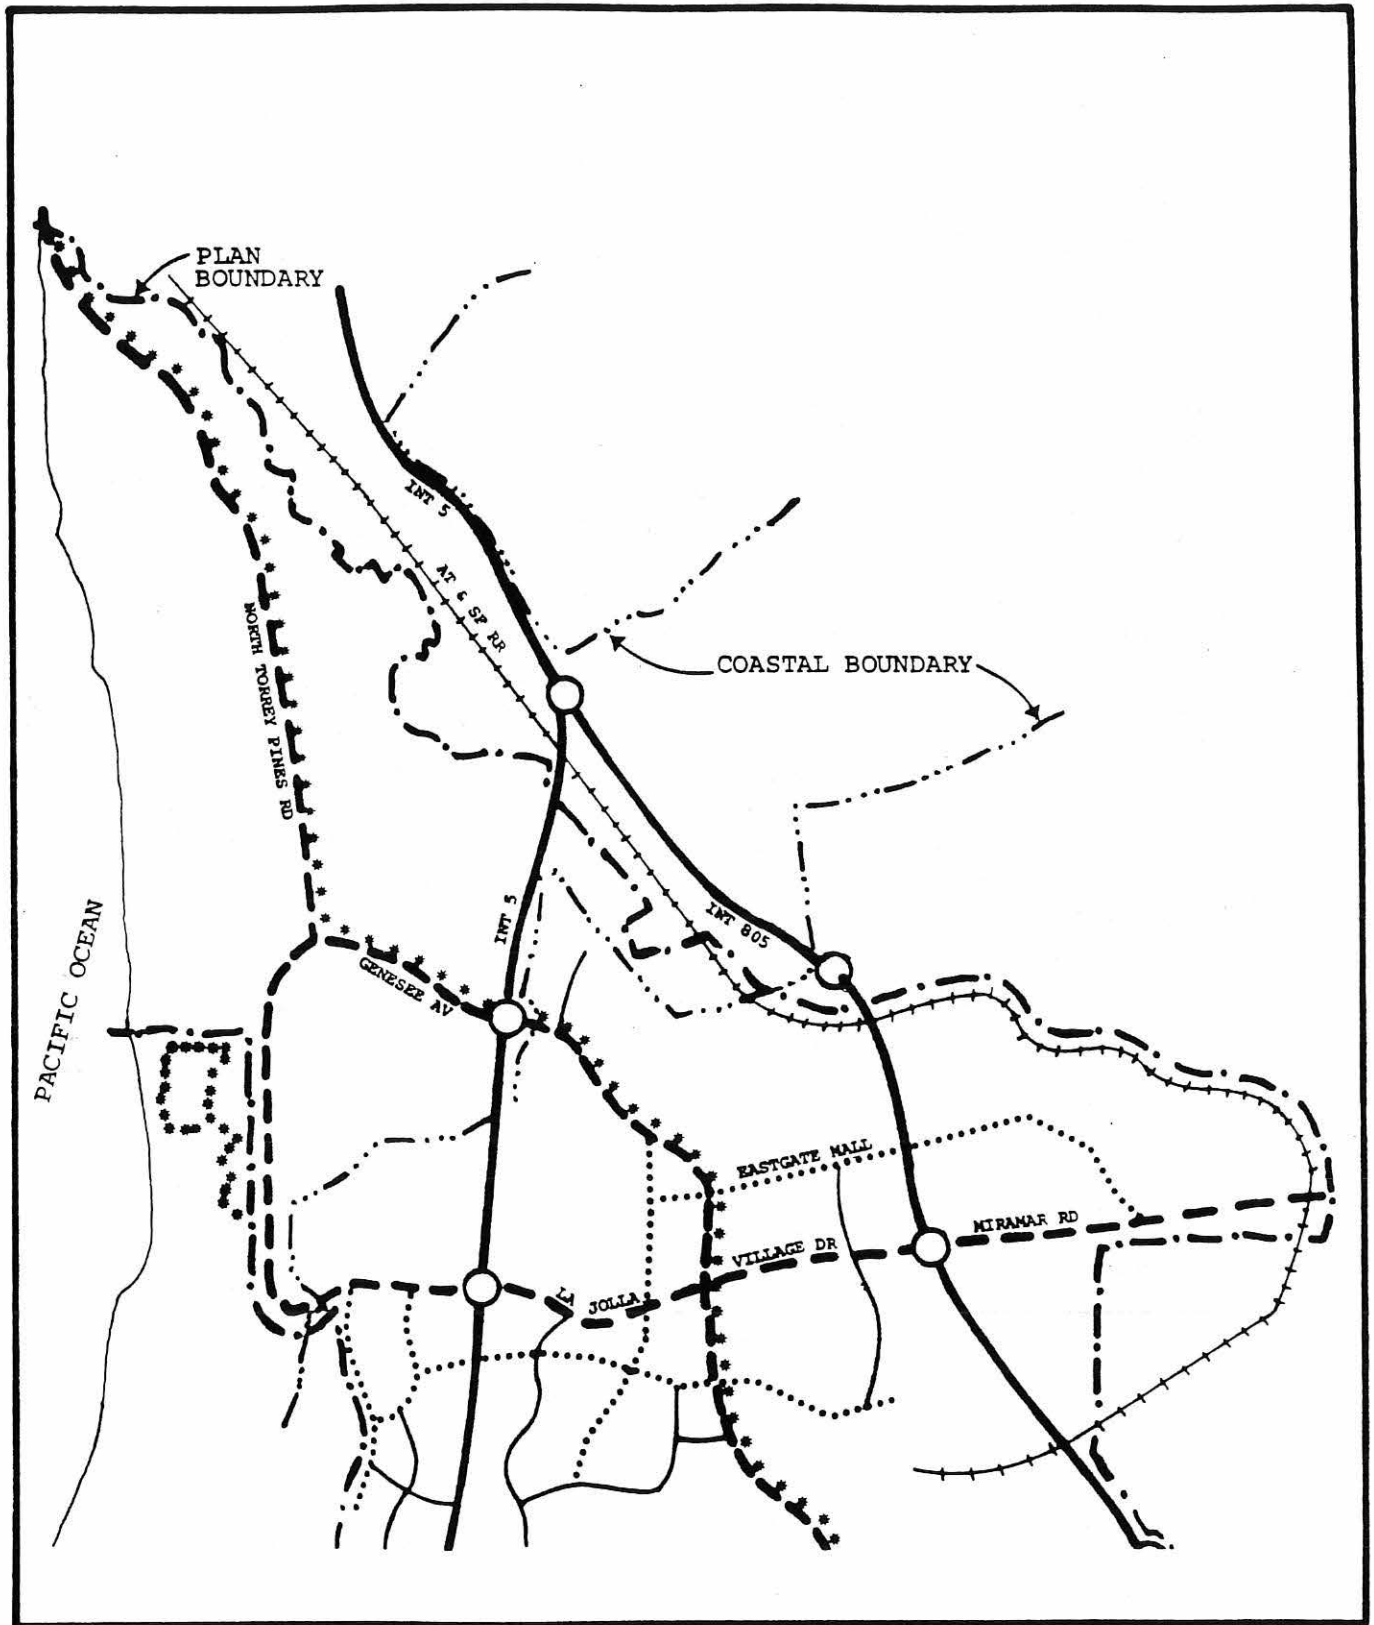 PLAN
BOUNDARY
INT 5
AT & SF RR
COASTAL BOUNDARY
NORTH TORREY PINES RD
INT 5
INT 805
PACIFIC OCEAN
GENESEE AV
EASTGATE MALL
MIRAMAR RD
LA JOLLA VILLAGE DR